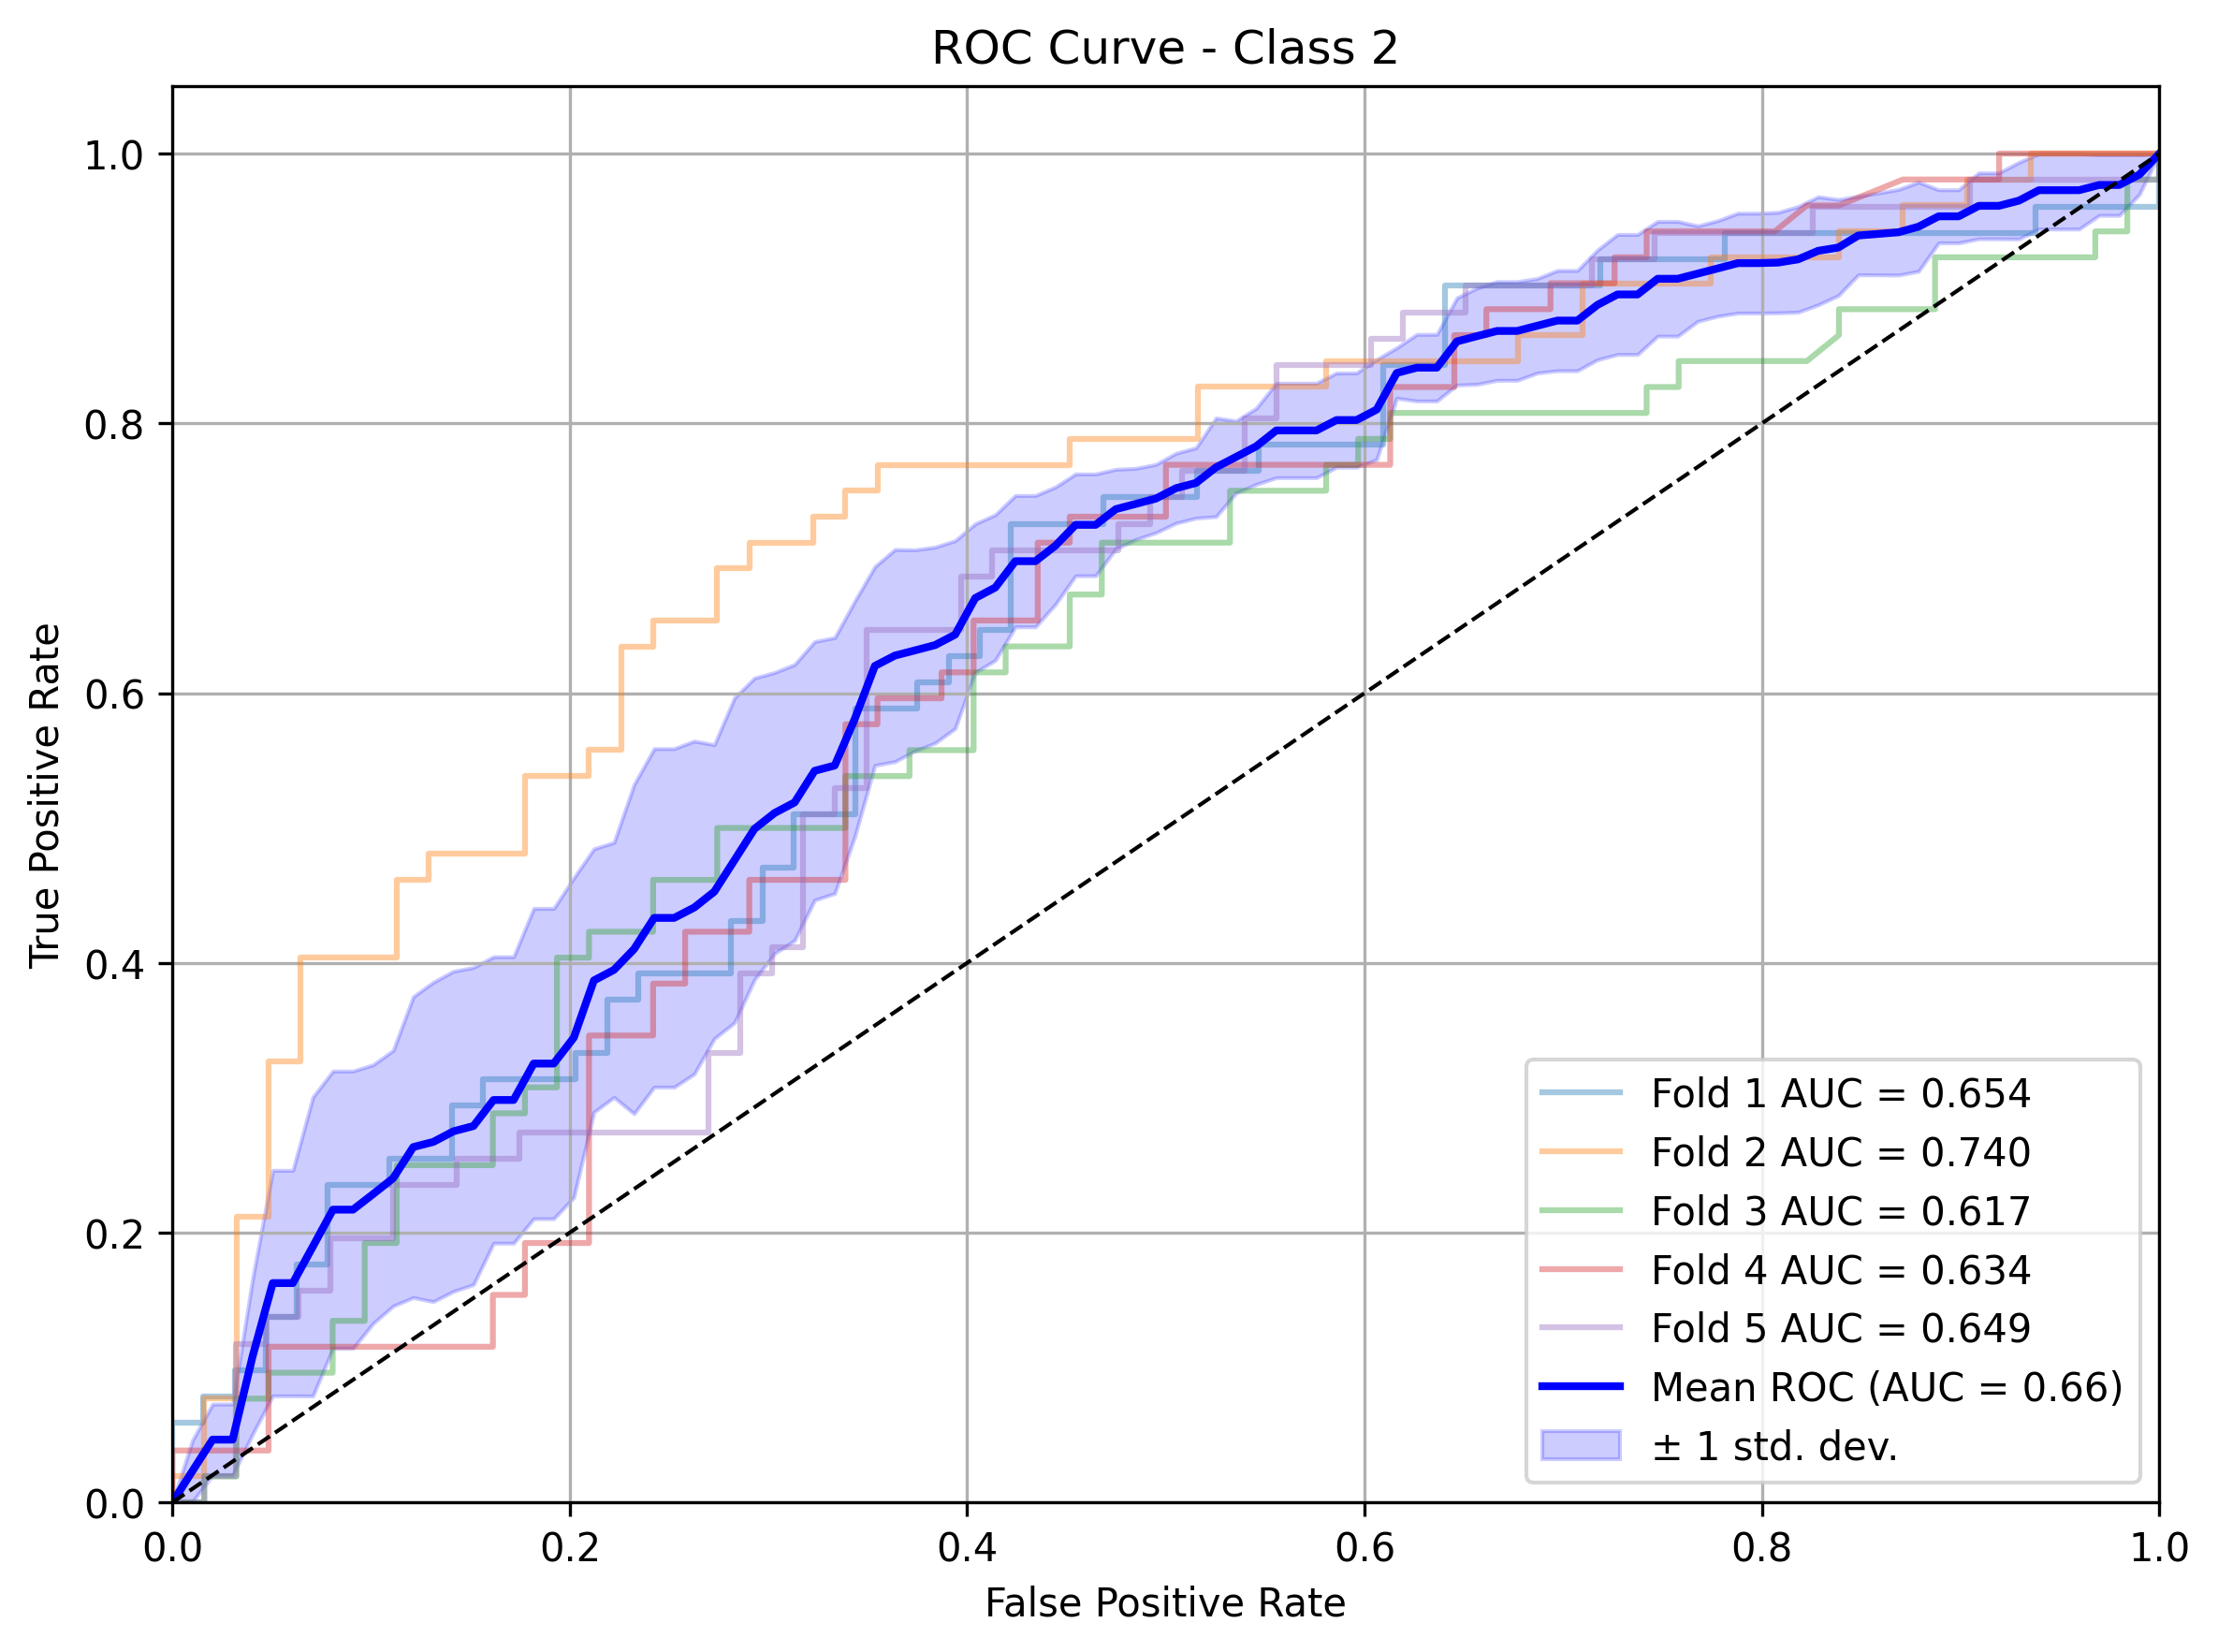 ROC Curve - Class 2
True Positive Rate
1.0
0.8
0.6
0.4
0.2
0.0
0.0 0.2 0.4 0.6 0.8 1.0
False Positive Rate
Fold 1 AUC = 0.654
Fold 2 AUC = 0.740
Fold 3 AUC = 0.617
Fold 4 AUC = 0.634
Fold 5 AUC = 0.649
Mean ROC (AUC = 0.66)
± 1 std. dev.